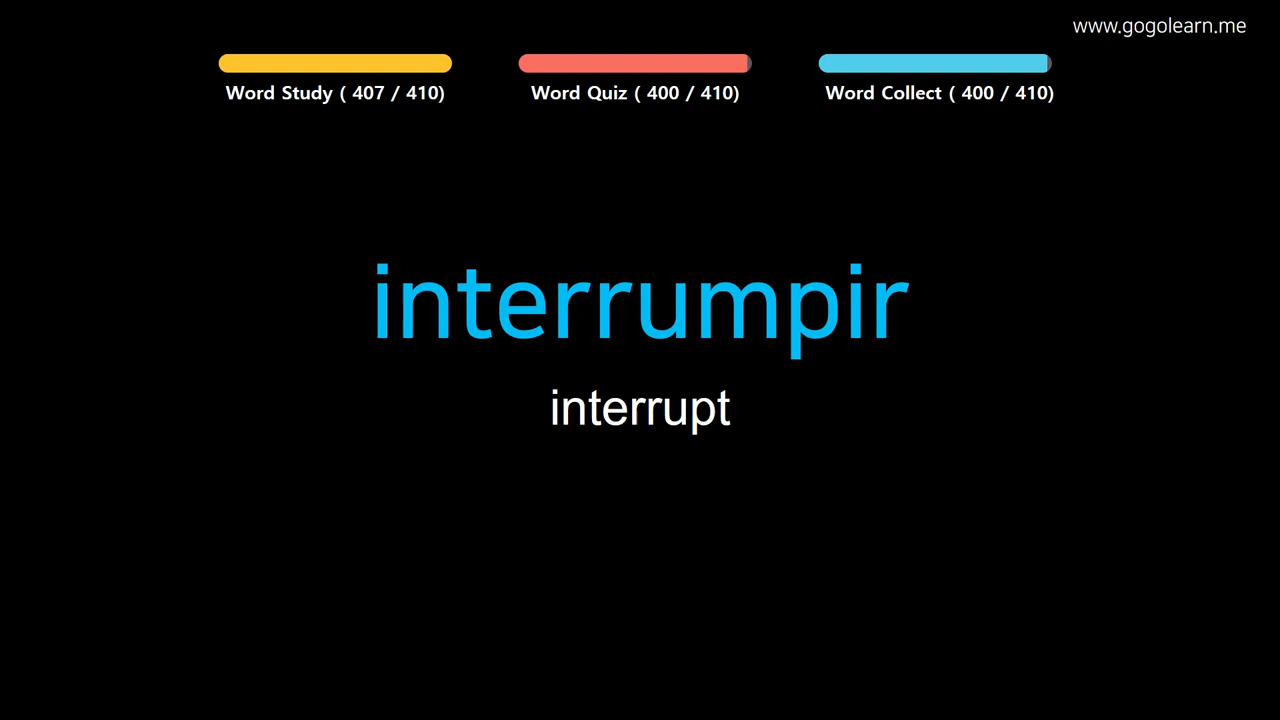 www.gogolearn.me
Word Study ( 407 / 410)
Word Quiz ( 400 / 410)
Word Collect ( 400 / 410)
interrumpir
interrupt